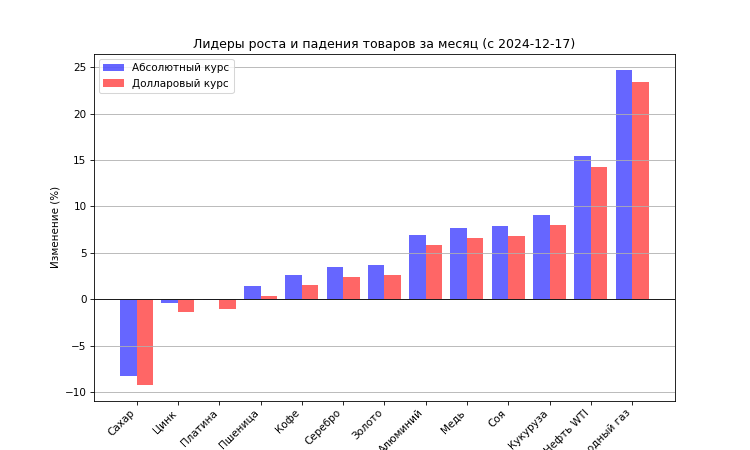 Лидеры роста и падения товаров за месяц (с 2024-12-17)
Абсолютный курс
Долларовый курс
Изменение (%)
25
20
15
10
5
0
−5
−10
Сахар
Цинк
Платина
Пшеница
Кофе
Серебро
Золото
Алюминий
Медь
Соя
Кукуруза
Нефть WTI
газ